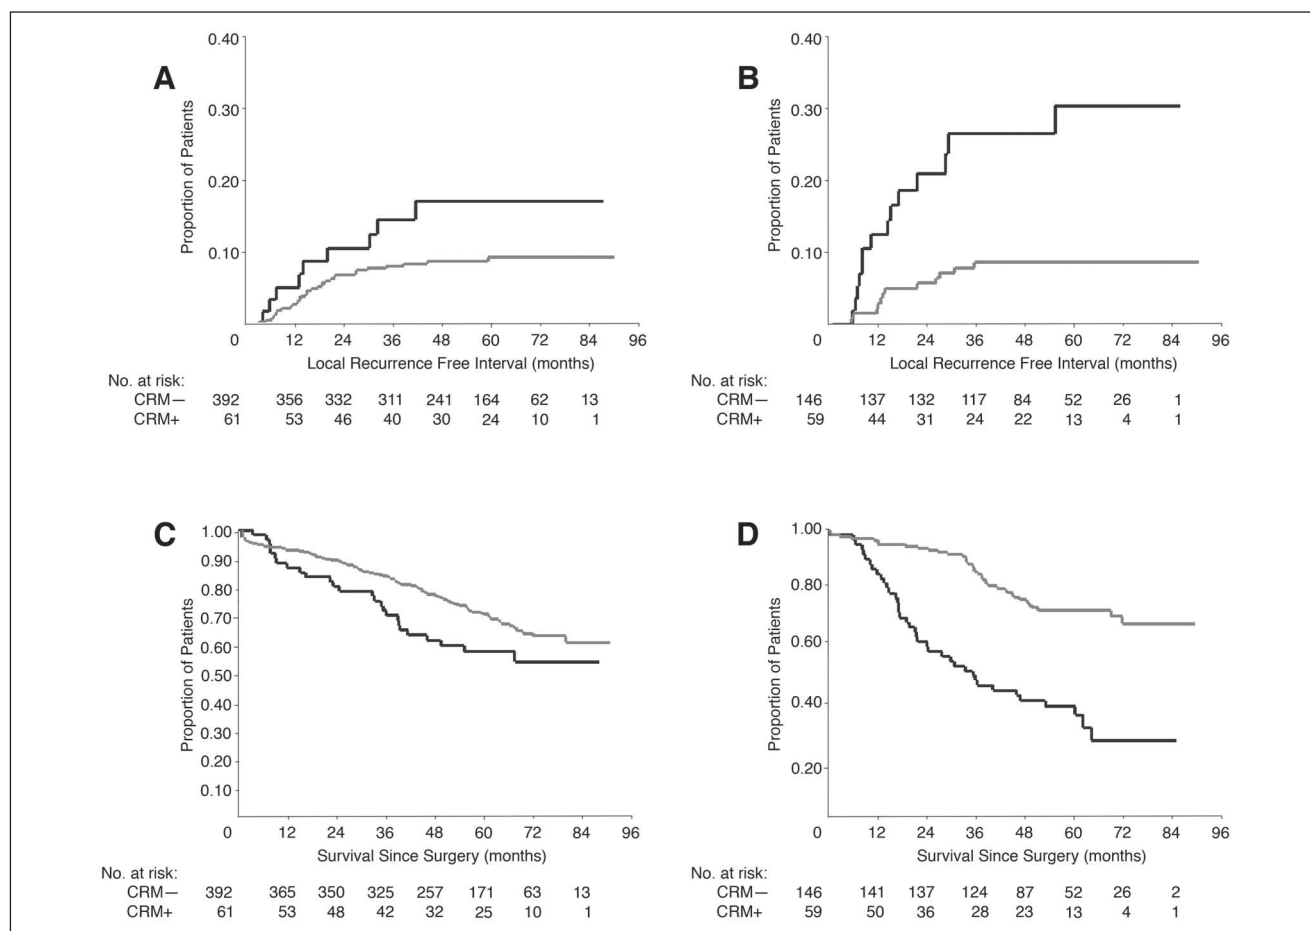 A
Proportion of Patients
0.40
0.30
0.20
0.10
0 12 24 36 48 60 72 84 96
Local Recurrence Free Interval (months)
No. at risk:
CRM— 392 356 332 311 241 164 62 13
CRM+ 61 53 46 40 30 24 10 1
B
Proportion of Patients
0.40
0.30
0.20
0.10
0 12 24 36 48 60 72 84 96
Local Recurrence Free Interval (months)
No. at risk:
CRM— 146 137 132 117 84 52 26 1
CRM+ 59 44 31 24 22 13 4 1
C
Proportion of Patients
1.00
0.90
0.80
0.70
0.60
0.50
0.40
0.30
0.20
0.10
0 12 24 36 48 60 72 84 96
Survival Since Surgery (months)
No. at risk:
CRM— 392 365 350 325 257 171 63 13
CRM+ 61 53 48 42 32 25 10 1
D
Proportion of Patients
1.00
0.80
0.60
0.40
0.20
0 12 24 36 48 60 72 84 96
Survival Since Surgery (months)
No. at risk:
CRM— 146 141 137 124 87 52 26 2
CRM+ 59 50 36 28 23 13 4 1